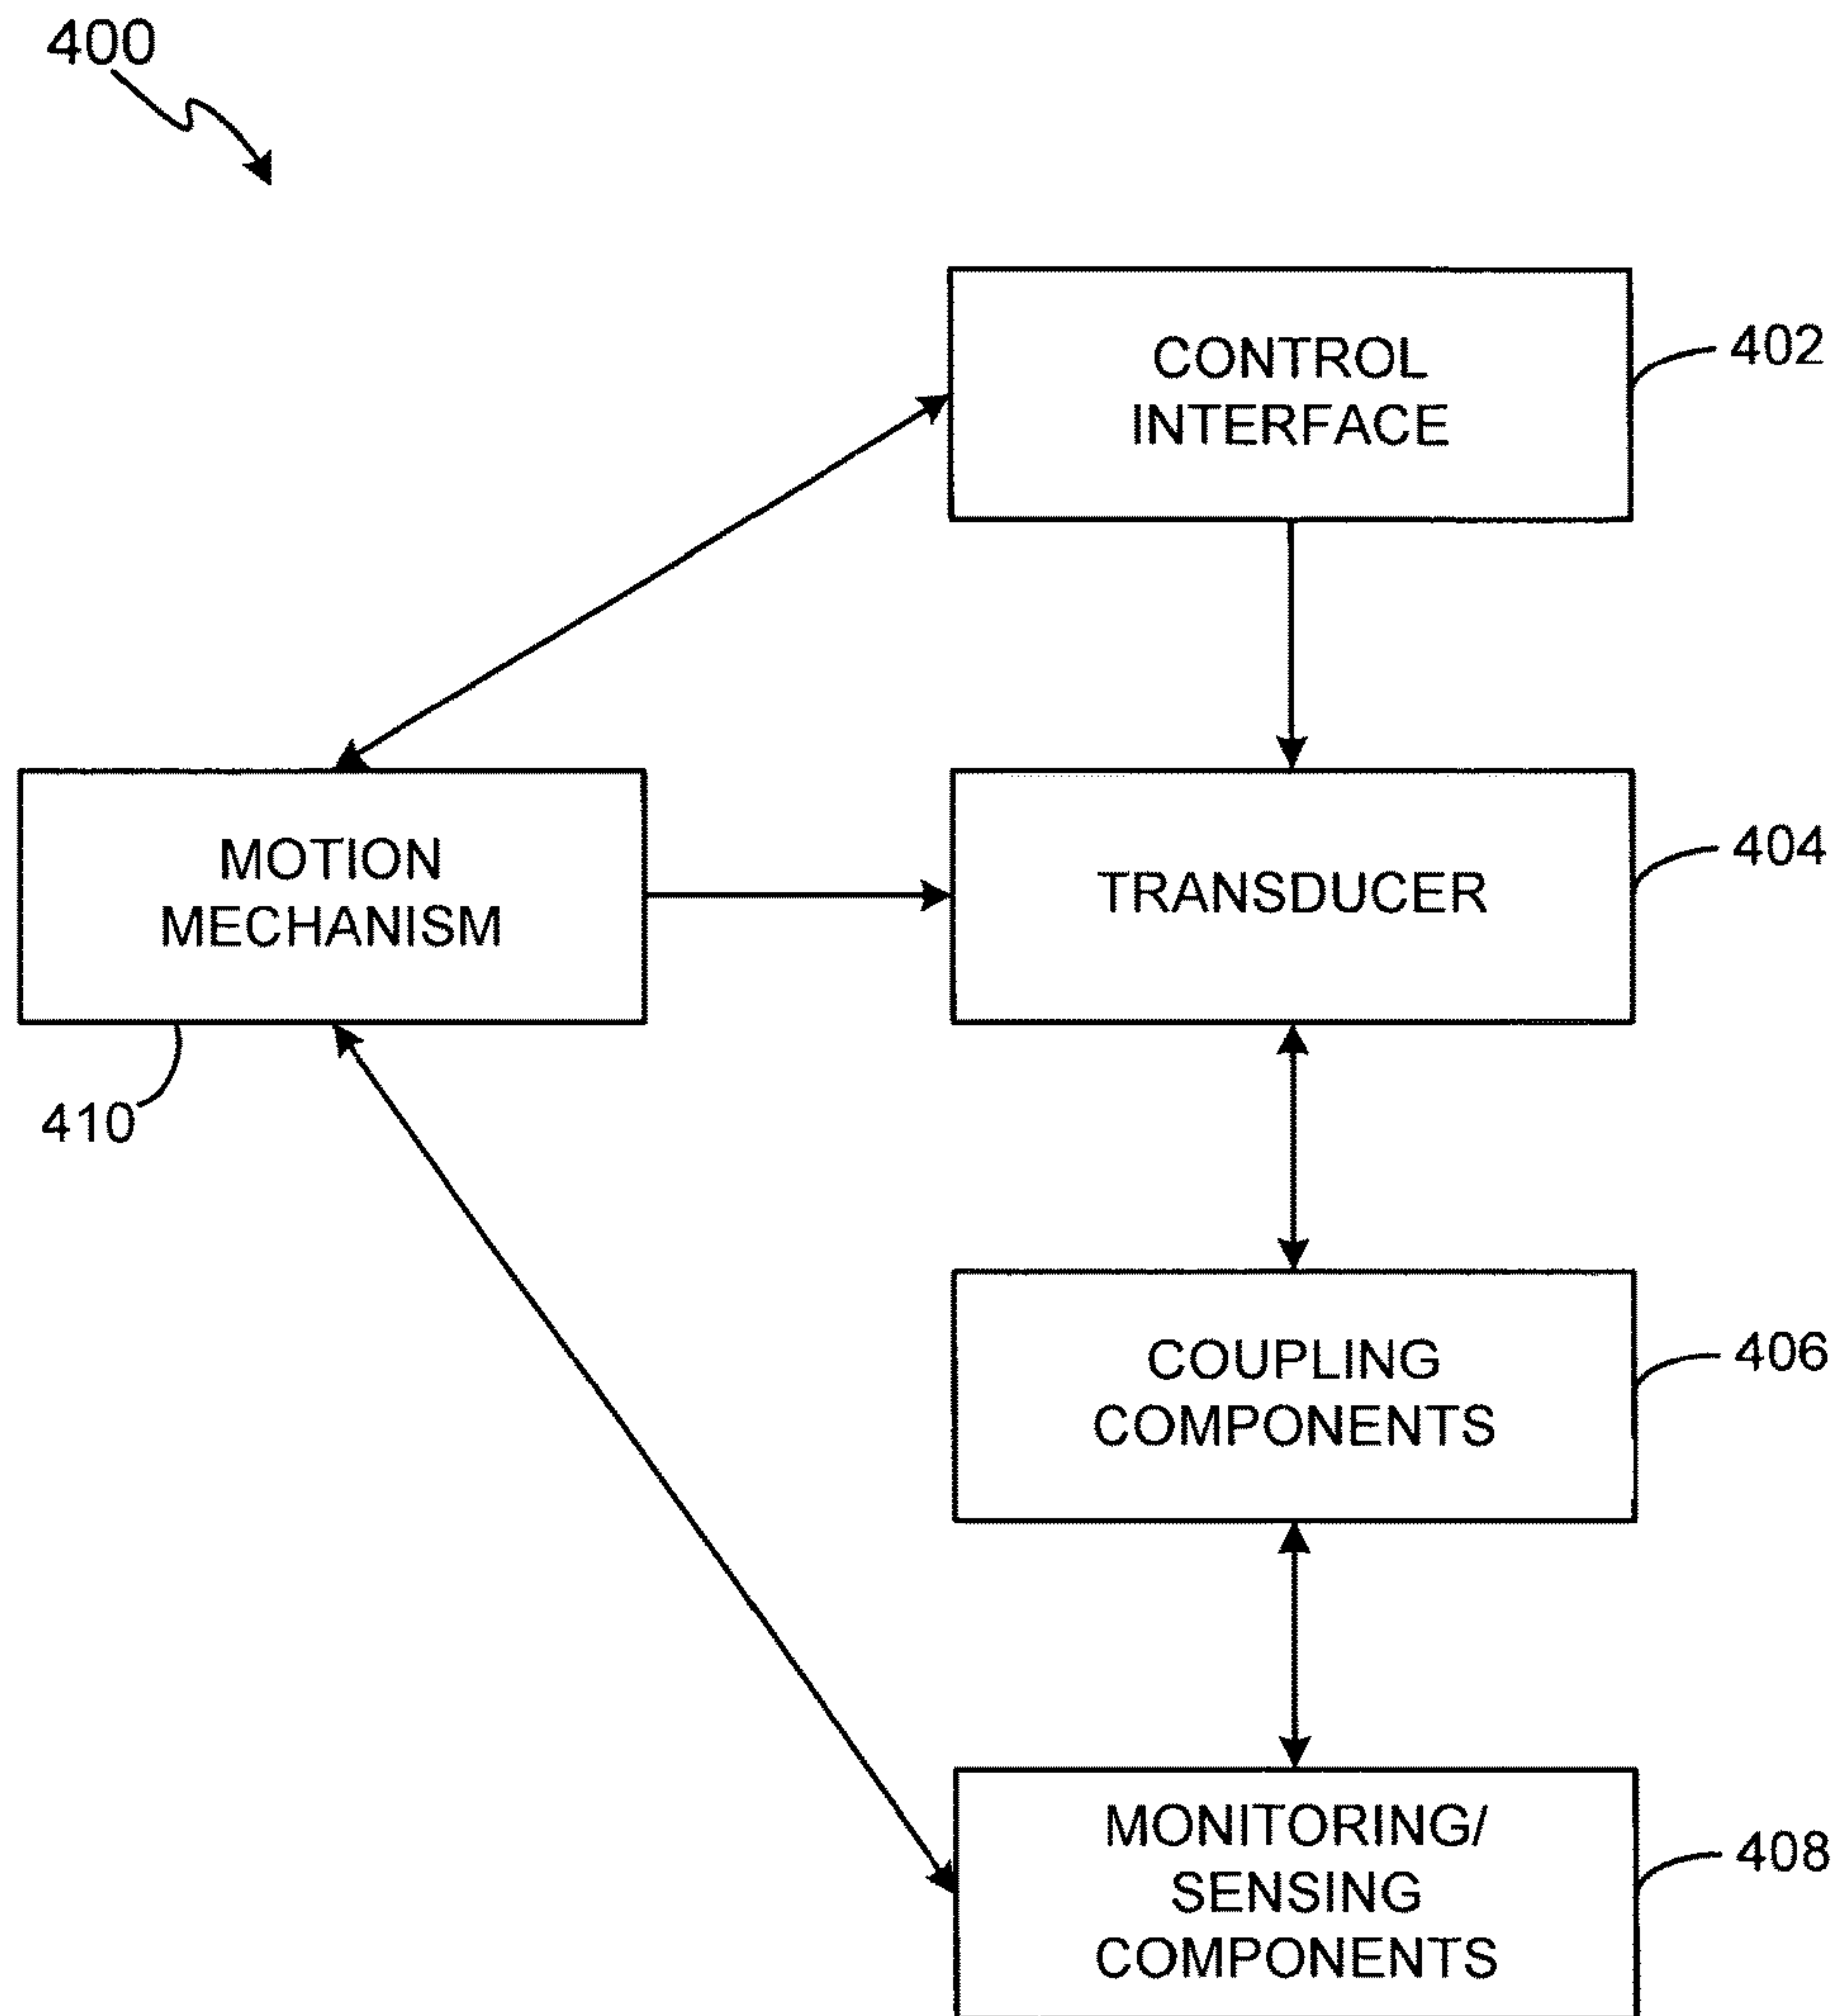 400
CONTROL
INTERFACE
402
MOTION
MECHANISM
410
TRANSDUCER
404
COUPLING
COMPONENTS
406
MONITORING/
SENSING
COMPONENTS
408